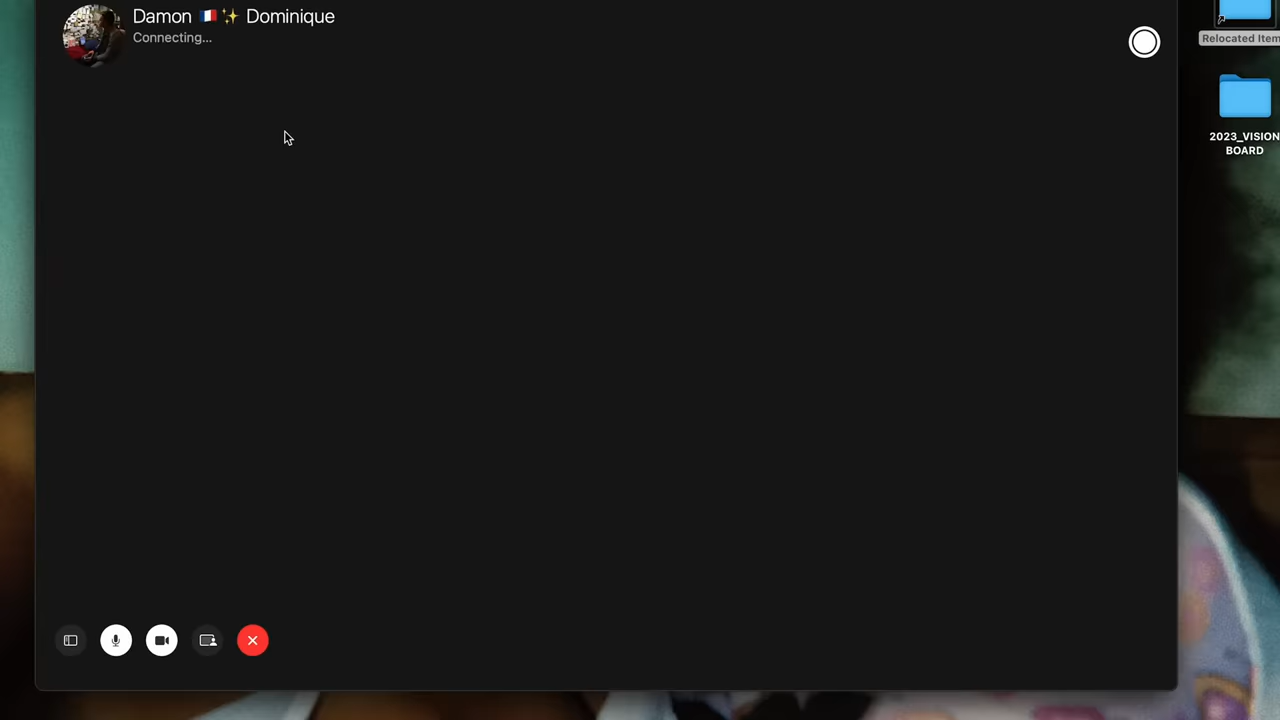 Damon 🇫🇷✨ Dominique
Connecting...
Relocated Item
2023_VISION
BOARD